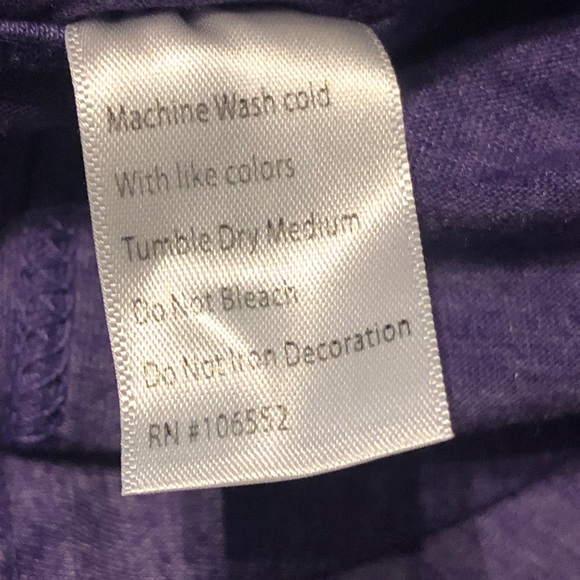 Machine Wash cold
With like colors
Tumble Dry Medium
Do Not Bleach
Do Not Iron Decoration
RN #106552